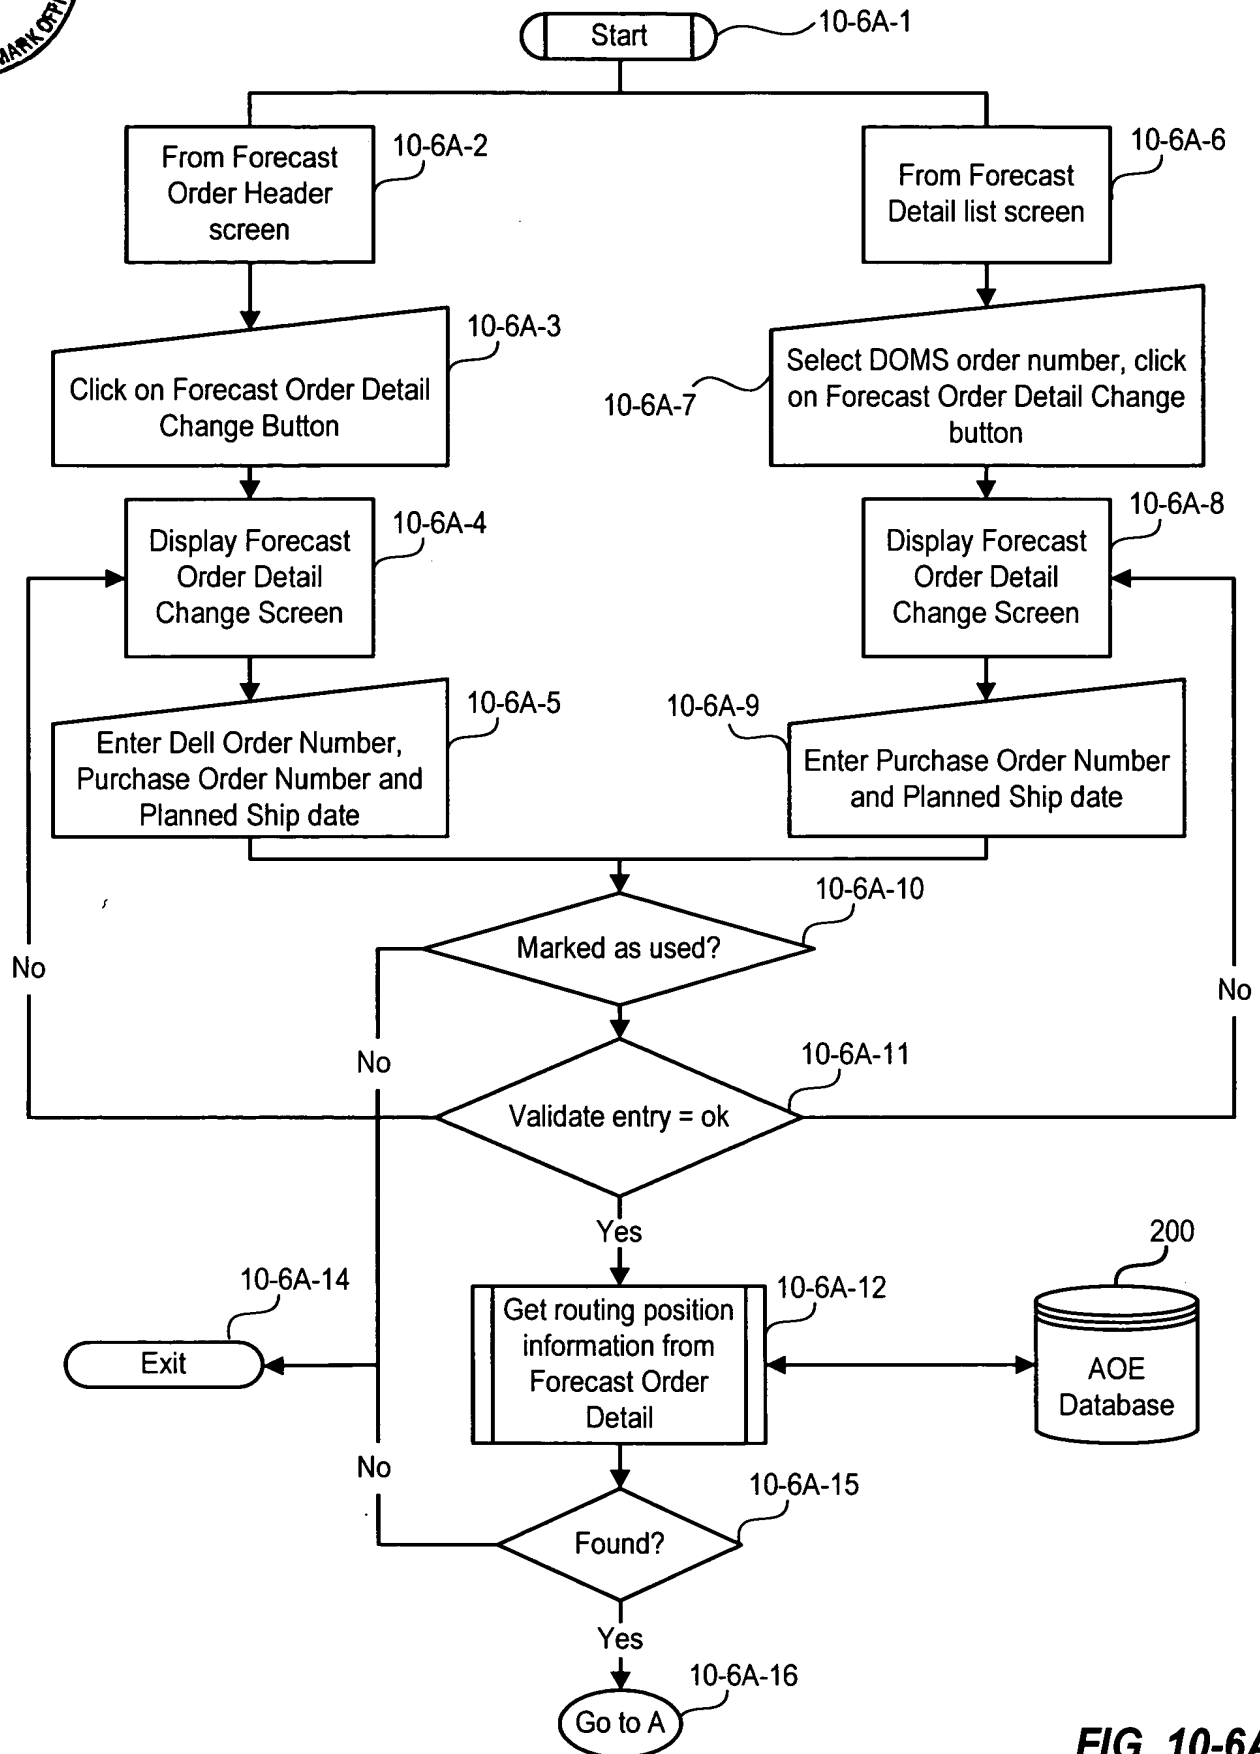 MARK OFFI
Start
10-6A-1
From Forecast
Order Header
screen
10-6A-2
From Forecast
Detail list screen
10-6A-6
Click on Forecast Order Detail
Change Button
10-6A-3
Select DOMS order number, click
on Forecast Order Detail Change
button
10-6A-7
Display Forecast
Order Detail
Change Screen
10-6A-4
Display Forecast
Order Detail
Change Screen
10-6A-8
Enter Dell Order Number,
Purchase Order Number and
Planned Ship date
10-6A-5
10-6A-9
Enter Purchase Order Number
and Planned Ship date
10-6A-10
Marked as used?
No
No
No
10-6A-11
Validate entry = ok
Yes
200
10-6A-14
Exit
10-6A-12
Get routing position
information from
Forecast Order
Detail
AOE
Database
No
10-6A-15
Found?
Yes
10-6A-16
Go to A
FIG. 10-6A